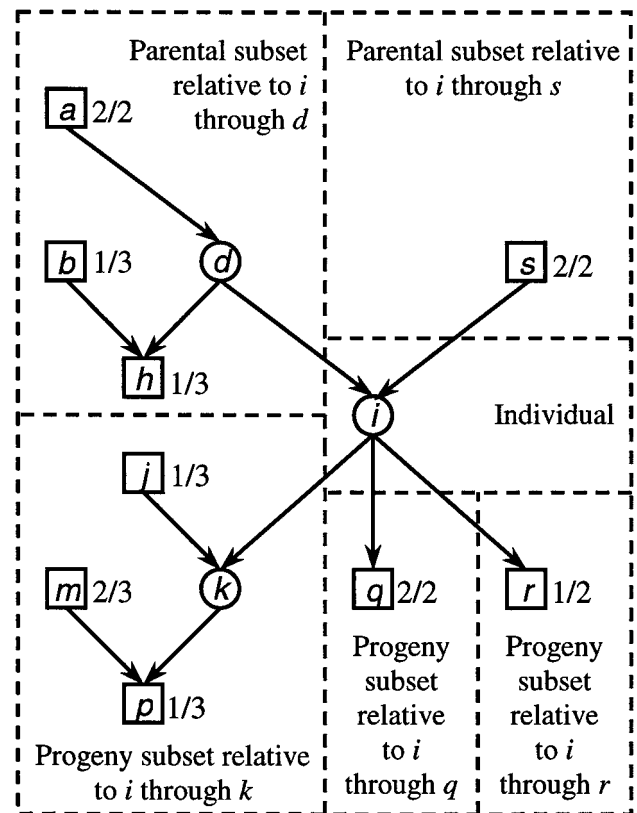 Parental subset
relative to i
through d
a 2/2
b 1/3
d
h 1/3
Parental subset relative
to i through s
s 2/2
i
Individual
j 1/3
m 2/3
k
p 1/3
Progeny subset relative
to i through k
q 2/2
Progeny
subset
relative
to i
through q
r 1/2
Progeny
subset
relative
to i
through r